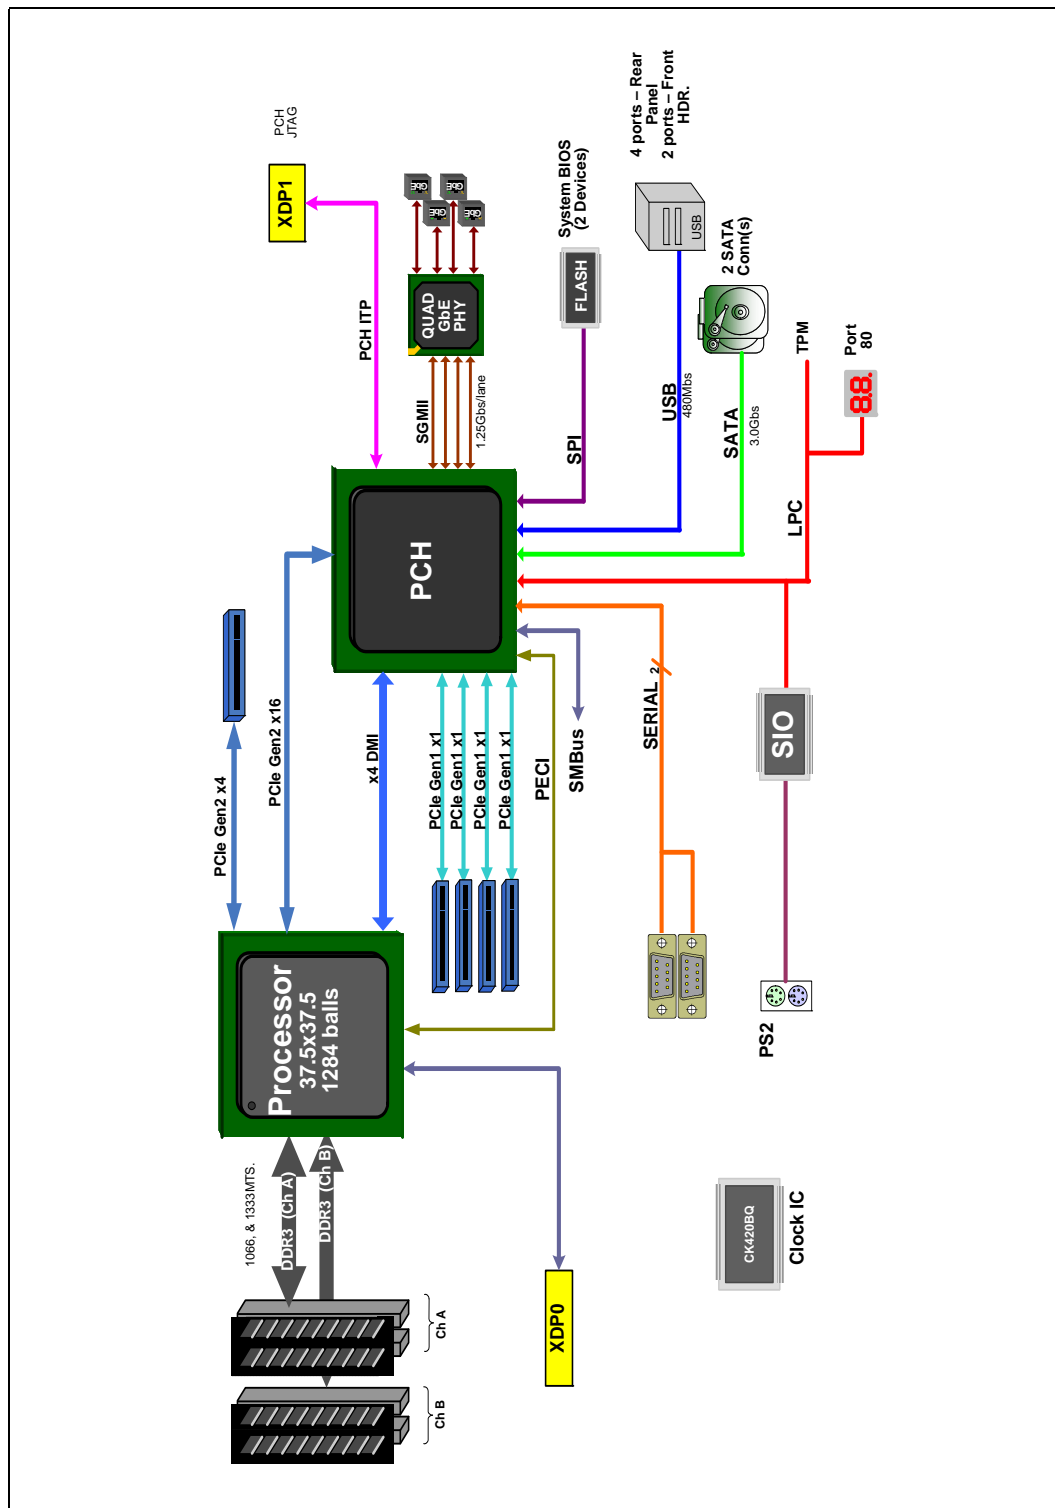 PCH
JTAG
XDP1
PCH ITP
GbE
GbE
GbE
GbE
QUAD
GbE
PHY
SGMII
1.25Gbs/lane
System BIOS
(2 Devices)
FLASH
SPI
4 ports – Rear
Panel
2 ports – Front
HDR.
USB
USB
480Mbs
2 SATA
Conn(s)
SATA
3.0Gbs
TPM
Port
80
8.8.
LPC
PCH
PCIe Gen2 x4
PCIe Gen2 x16
x4 DMI
PCIe Gen1 x1
PCIe Gen1 x1
PCIe Gen1 x1
PCIe Gen1 x1
PECI
SMBus
SERIAL
2
SIO
PS2
Processor
37.5x37.5
1284 balls
1066, & 1333MTS.
DDR3 (Ch A)
DDR3 (Ch B)
Ch A
Ch B
XDP0
CK420BQ
Clock IC